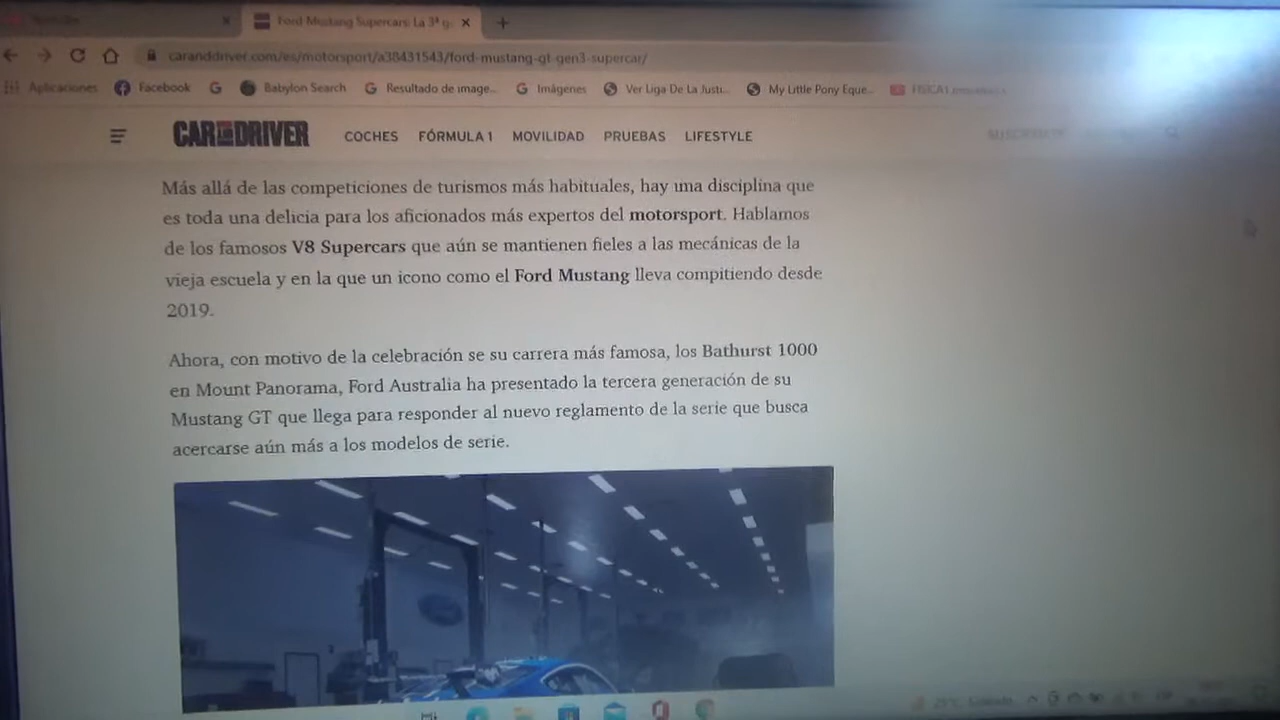 Ford Mustang Supercars: La 3ª g
caranddriver.com/es/motorsport/a38431543/ford-mustang-gt-gen3-supercar/
Aplicaciones Facebook Babylon Search Resultado de image... Imágenes Ver Liga De La Justi... My Little Pony Eque...
CAR AND DRIVER COCHES FÓRMULA 1 MOVILIDAD PRUEBAS LIFESTYLE
Más allá de las competiciones de turismos más habituales, hay una disciplina que
es toda una delicia para los aficionados más expertos del motorsport. Hablamos
de los famosos V8 Supercars que aún se mantienen fieles a las mecánicas de la
vieja escuela y en la que un icono como el Ford Mustang lleva compitiendo desde
2019.
Ahora, con motivo de la celebración se su carrera más famosa, los Bathurst 1000
en Mount Panorama, Ford Australia ha presentado la tercera generación de su
Mustang GT que llega para responder al nuevo reglamento de la serie que busca
acercarse aún más a los modelos de serie.